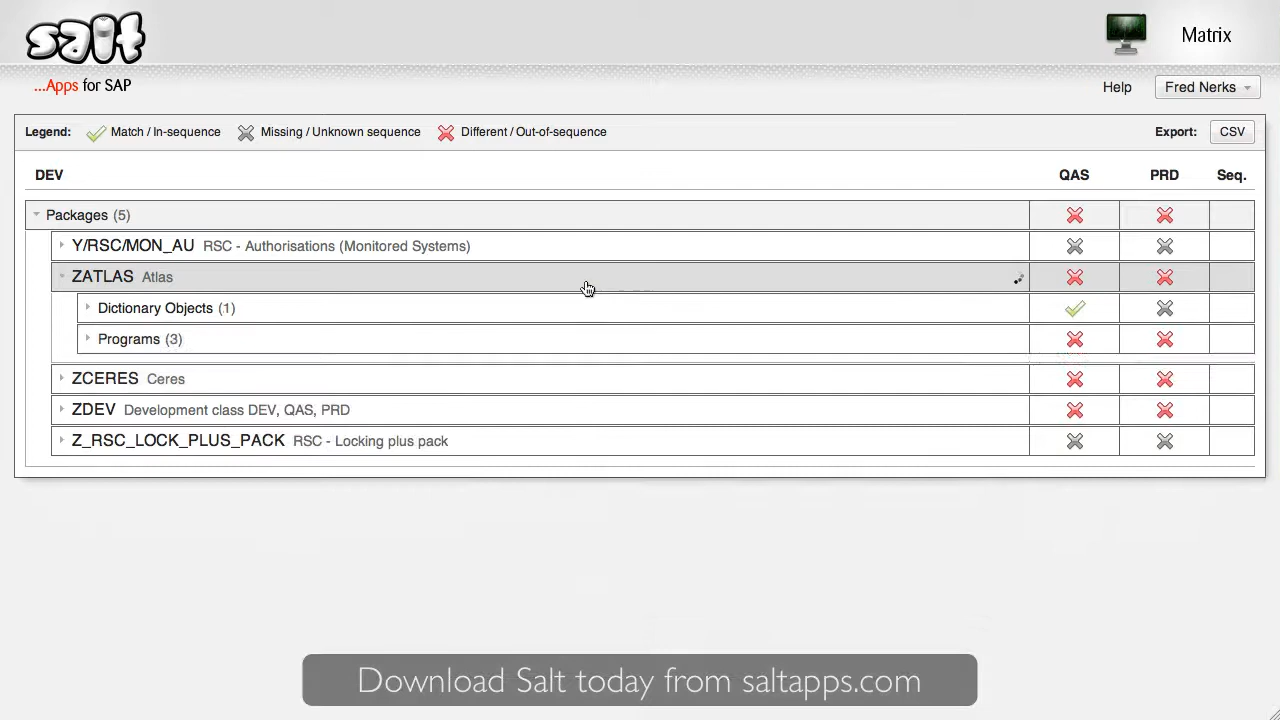 salt
Matrix
...Apps for SAP
Help
Fred Nerks
Legend: Match / In-sequence Missing / Unknown sequence Different / Out-of-sequence Export: CSV
DEV QAS PRD Seq.
Packages (5)
Y/RSC/MON_AU RSC - Authorisations (Monitored Systems)
ZATLAS Atlas
Dictionary Objects (1)
Programs (3)
ZCERES Ceres
ZDEV Development class DEV, QAS, PRD
Z_RSC_LOCK_PLUS_PACK RSC - Locking plus pack
Download Salt today from saltapps.com